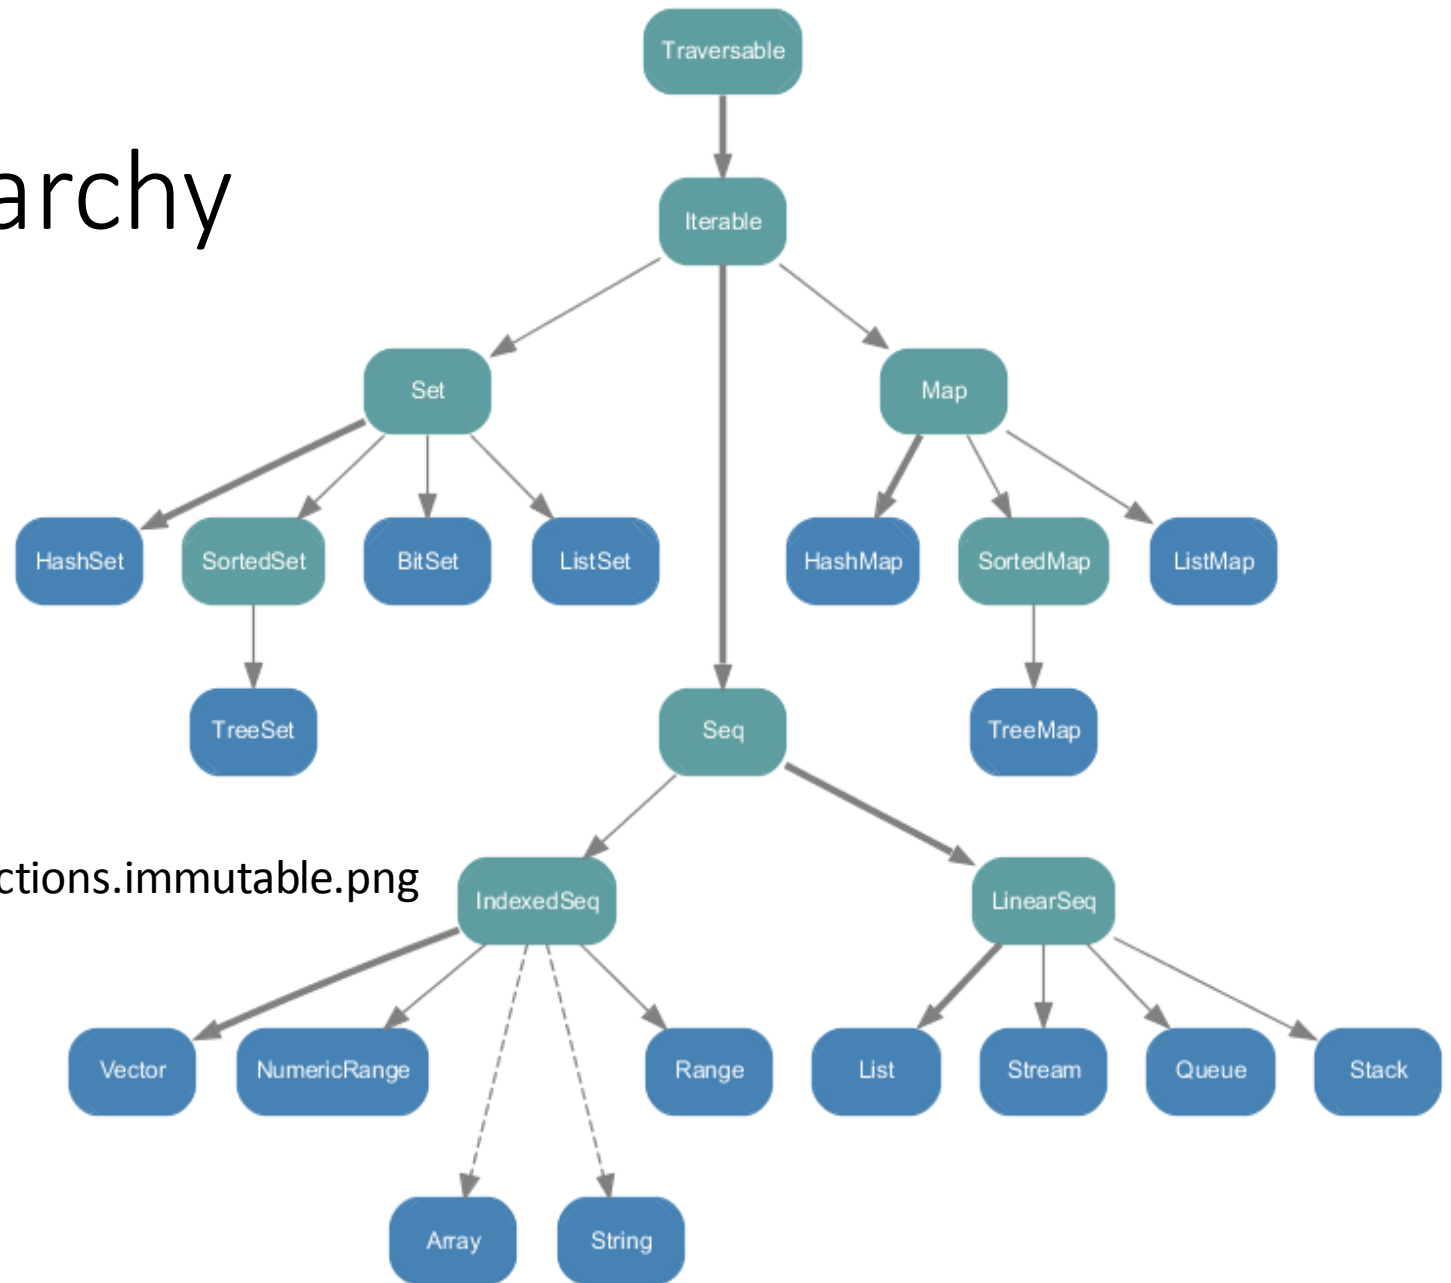 Traversable
archy
Iterable
Set
Map
HashSet
SortedSet
BitSet
ListSet
HashMap
SortedMap
ListMap
TreeSet
Seq
TreeMap
ctions.immutable.png
IndexedSeq
LinearSeq
Vector
NumericRange
Range
List
Stream
Queue
Stack
Array
String